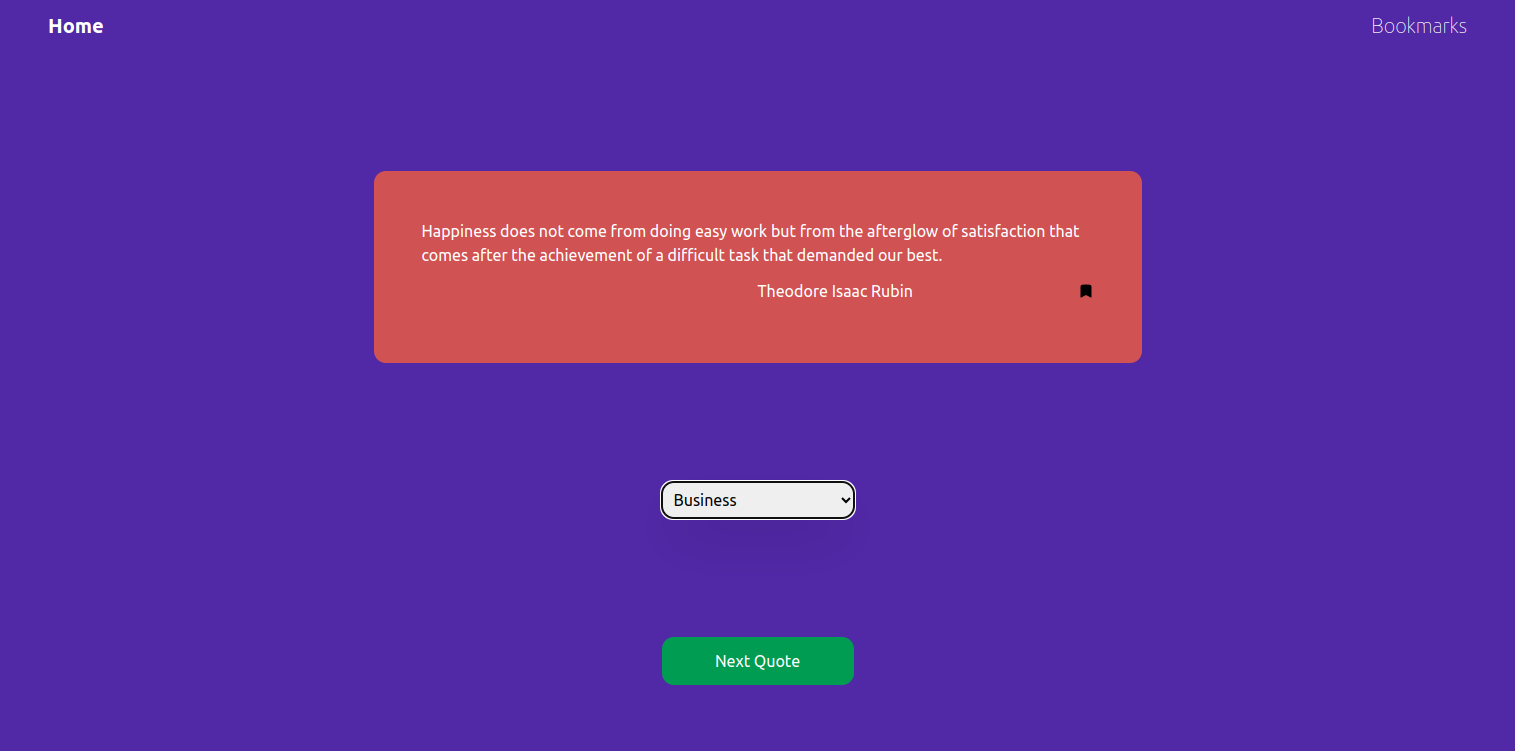 Home
Bookmarks
Happiness does not come from doing easy work but from the afterglow of satisfaction that
comes after the achievement of a difficult task that demanded our best.
Theodore Isaac Rubin
Business
Next Quote